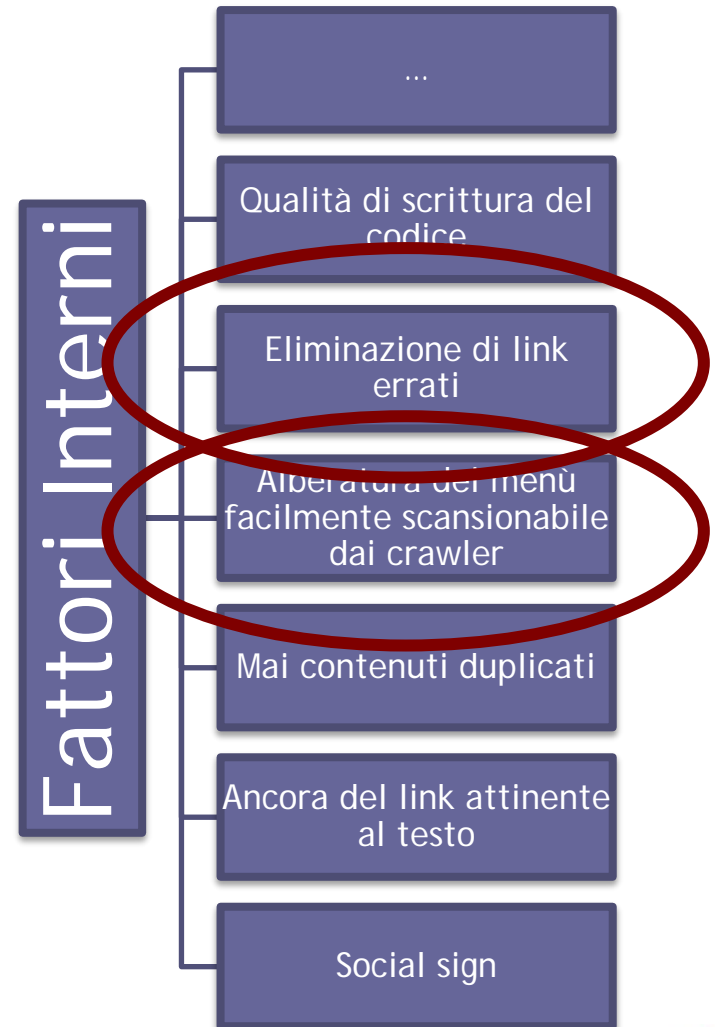 Fattori Interni
...
Qualità di scrittura del
codice
Eliminazione di link
errati
Alberatura del menù
facilmente scansionabile
dai crawler
Mai contenuti duplicati
Ancora del link attinente
al testo
Social sign